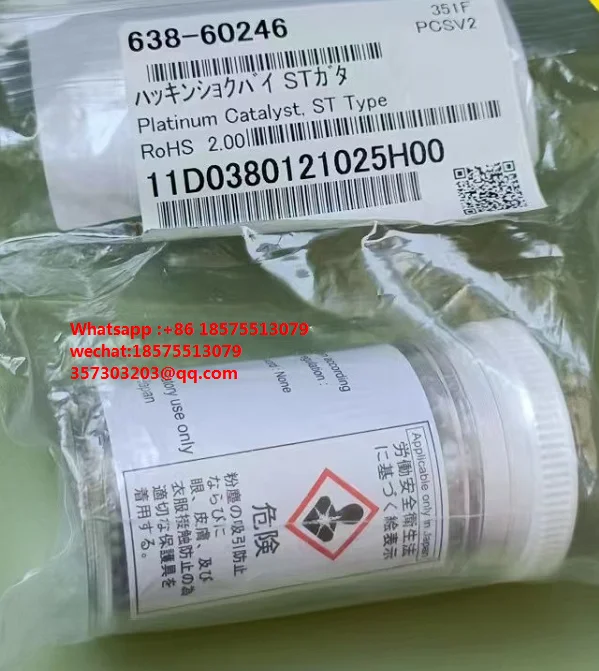 638-60246
351F
PCSV2
ﾊｯｷﾝｼｮｸﾊﾞｲ STｶﾞﾀ
Platinum Catalyst, ST Type
RoHS 2.00
11D0380121025H00
Whatsapp :+86 18575513079
wechat:18575513079
357303203@qq.com
according
gulation :
: None
tory use only
apan
Applicable only in Japan
労働安全衛生法
に基づく絵表示
危険
粉塵の吸引防止
ならびに
眼、皮膚、及び
衣服接触防止の為
適切な保護具を
着用する。